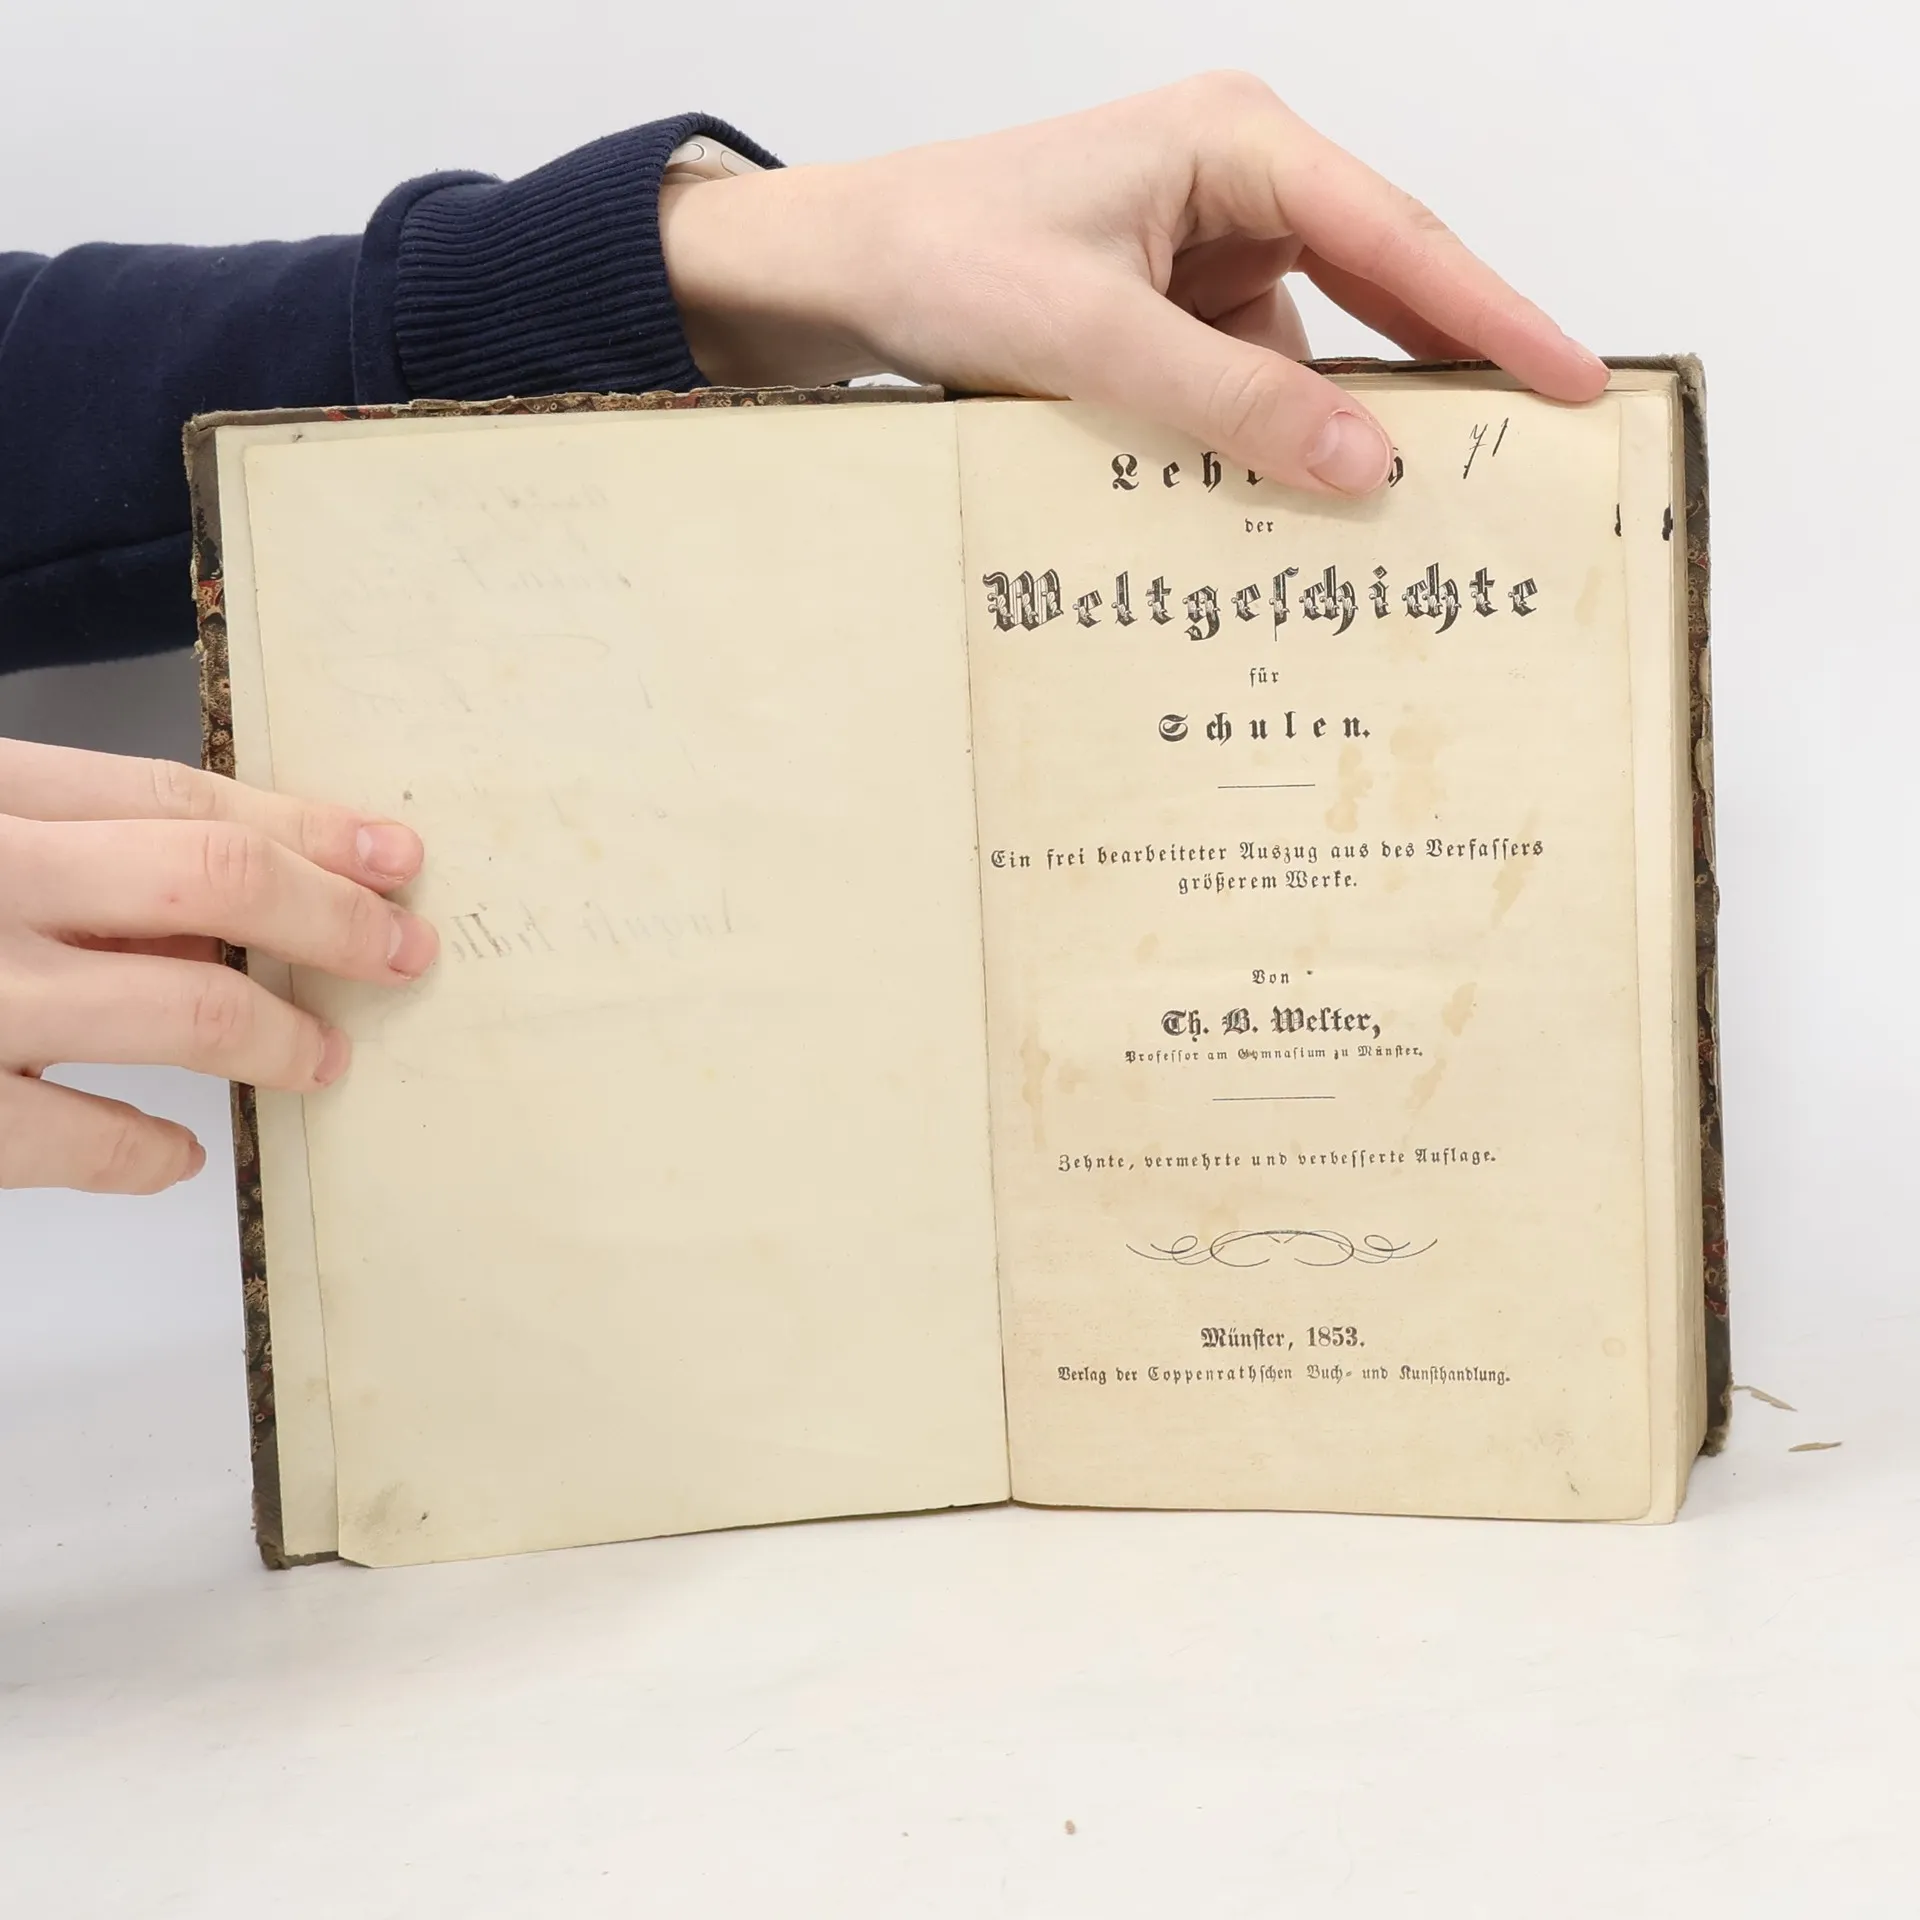 71
der
Weltgeschichte
für
Schulen.
Ein frei bearbeiteter Auszug aus des Verfassers
größerem Werke.
Von
Th. B. Welter,
Professor am Gymnasium zu Münster.
Zehnte, vermehrte und verbesserte Auflage.
Münster, 1853.
Verlag der Coppenrathschen Buch- und Kunsthandlung.